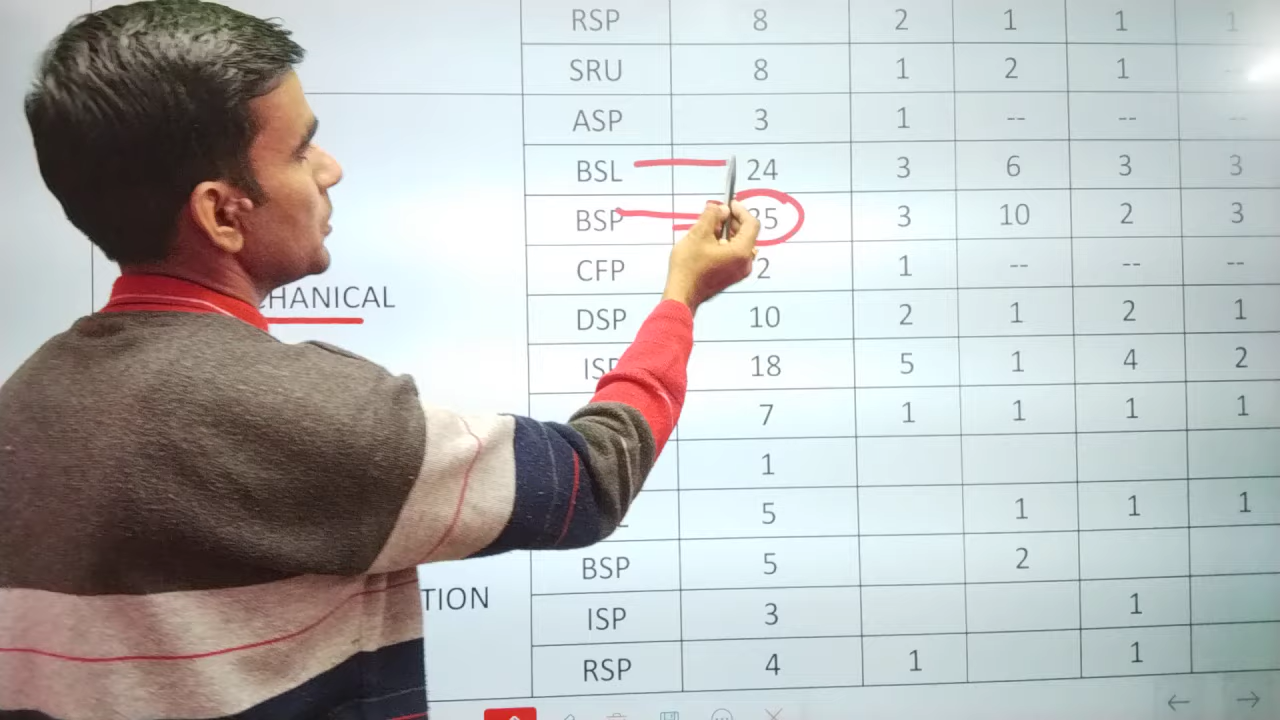 RSP 8 2 1 1 1
SRU 8 1 2 1 --
ASP 3 1 -- -- --
BSL 24 3 6 3 3
BSP 10 2 3
CHANICAL
CFP 2 1 -- -- --
DSP 10 2 1 2 1
18 5 1 4 2
7 1 1 1 1
1
5 1 1 1
BSP 5 2
TION
ISP 3 1
RSP 4 1 1